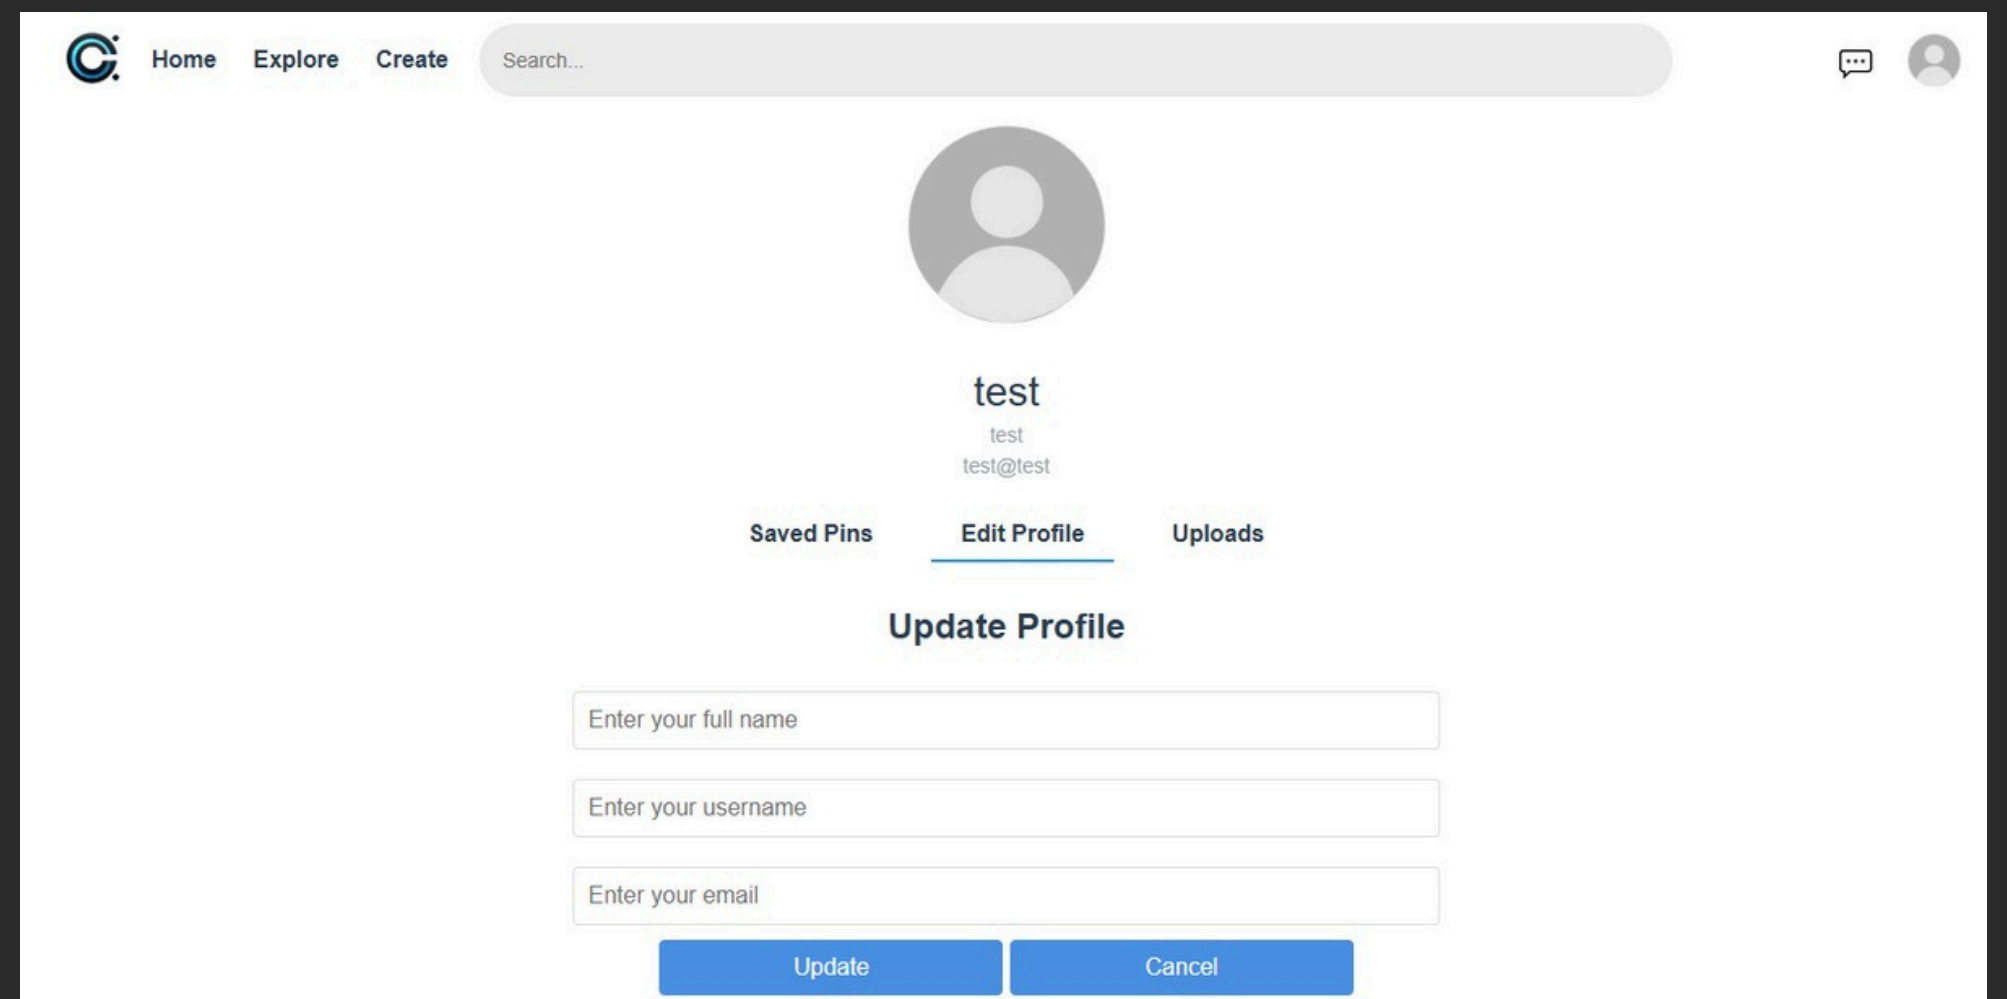 Home Explore Create Search...
test
test
test@test
Saved Pins Edit Profile Uploads
Update Profile
Enter your full name
Enter your username
Enter your email
Update Cancel